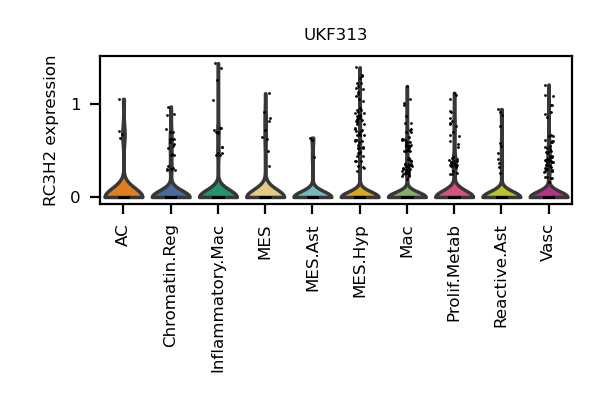 UKF313
RC3H2 expression
1
0
AC
Chromatin.Reg
Inflammatory.Mac
MES
MES.Ast
MES.Hyp
Mac
Prolif.Metab
Reactive.Ast
Vasc